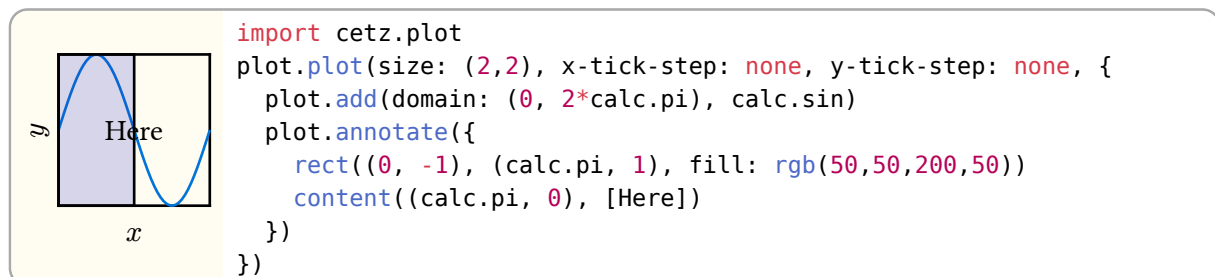 import cetz.plot
plot.plot(size: (2,2), x-tick-step: none, y-tick-step: none, {
  plot.add(domain: (0, 2*calc.pi), calc.sin)
  plot.annotate({
    rect((0, -1), (calc.pi, 1), fill: rgb(50,50,200,50))
    content((calc.pi, 0), [Here])
  })
})
y
Here
x